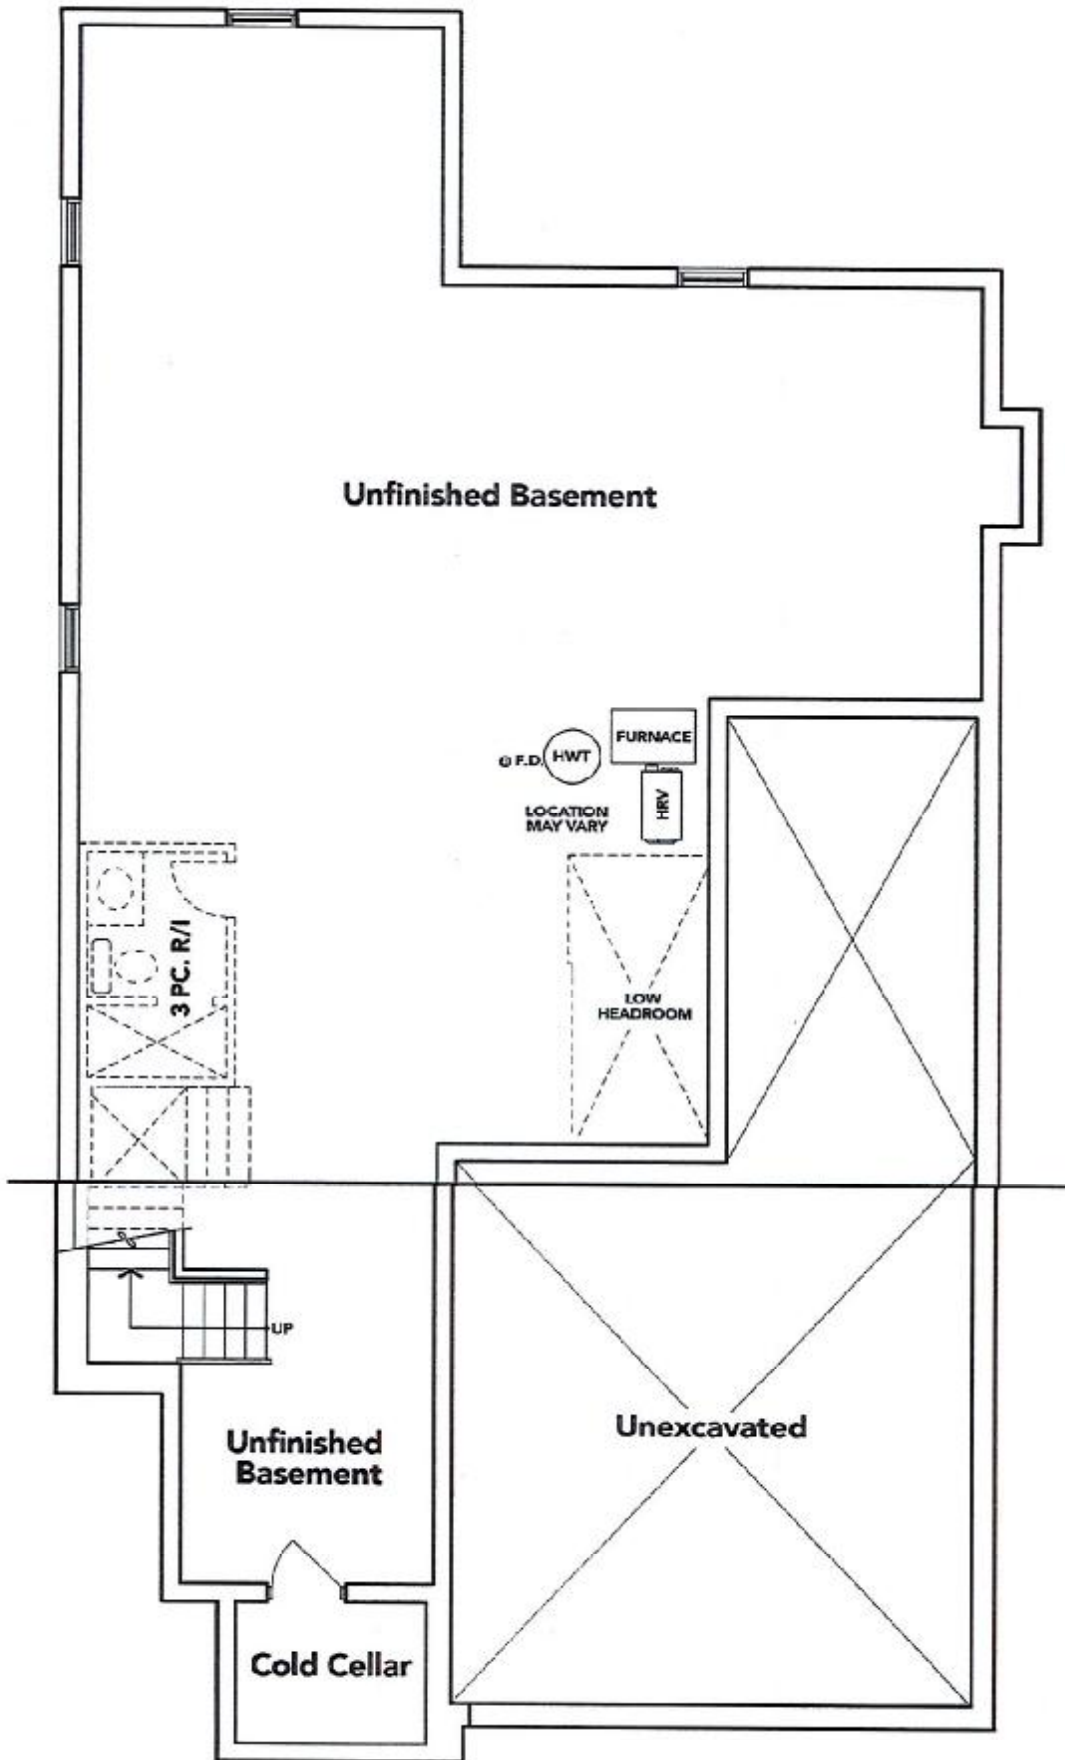 Unfinished Basement
FURNACE
F.D.
HWT
HRV
LOCATION
MAY VARY
3 PC. R/I
LOW
HEADROOM
UP
Unfinished
Basement
Unexcavated
Cold Cellar